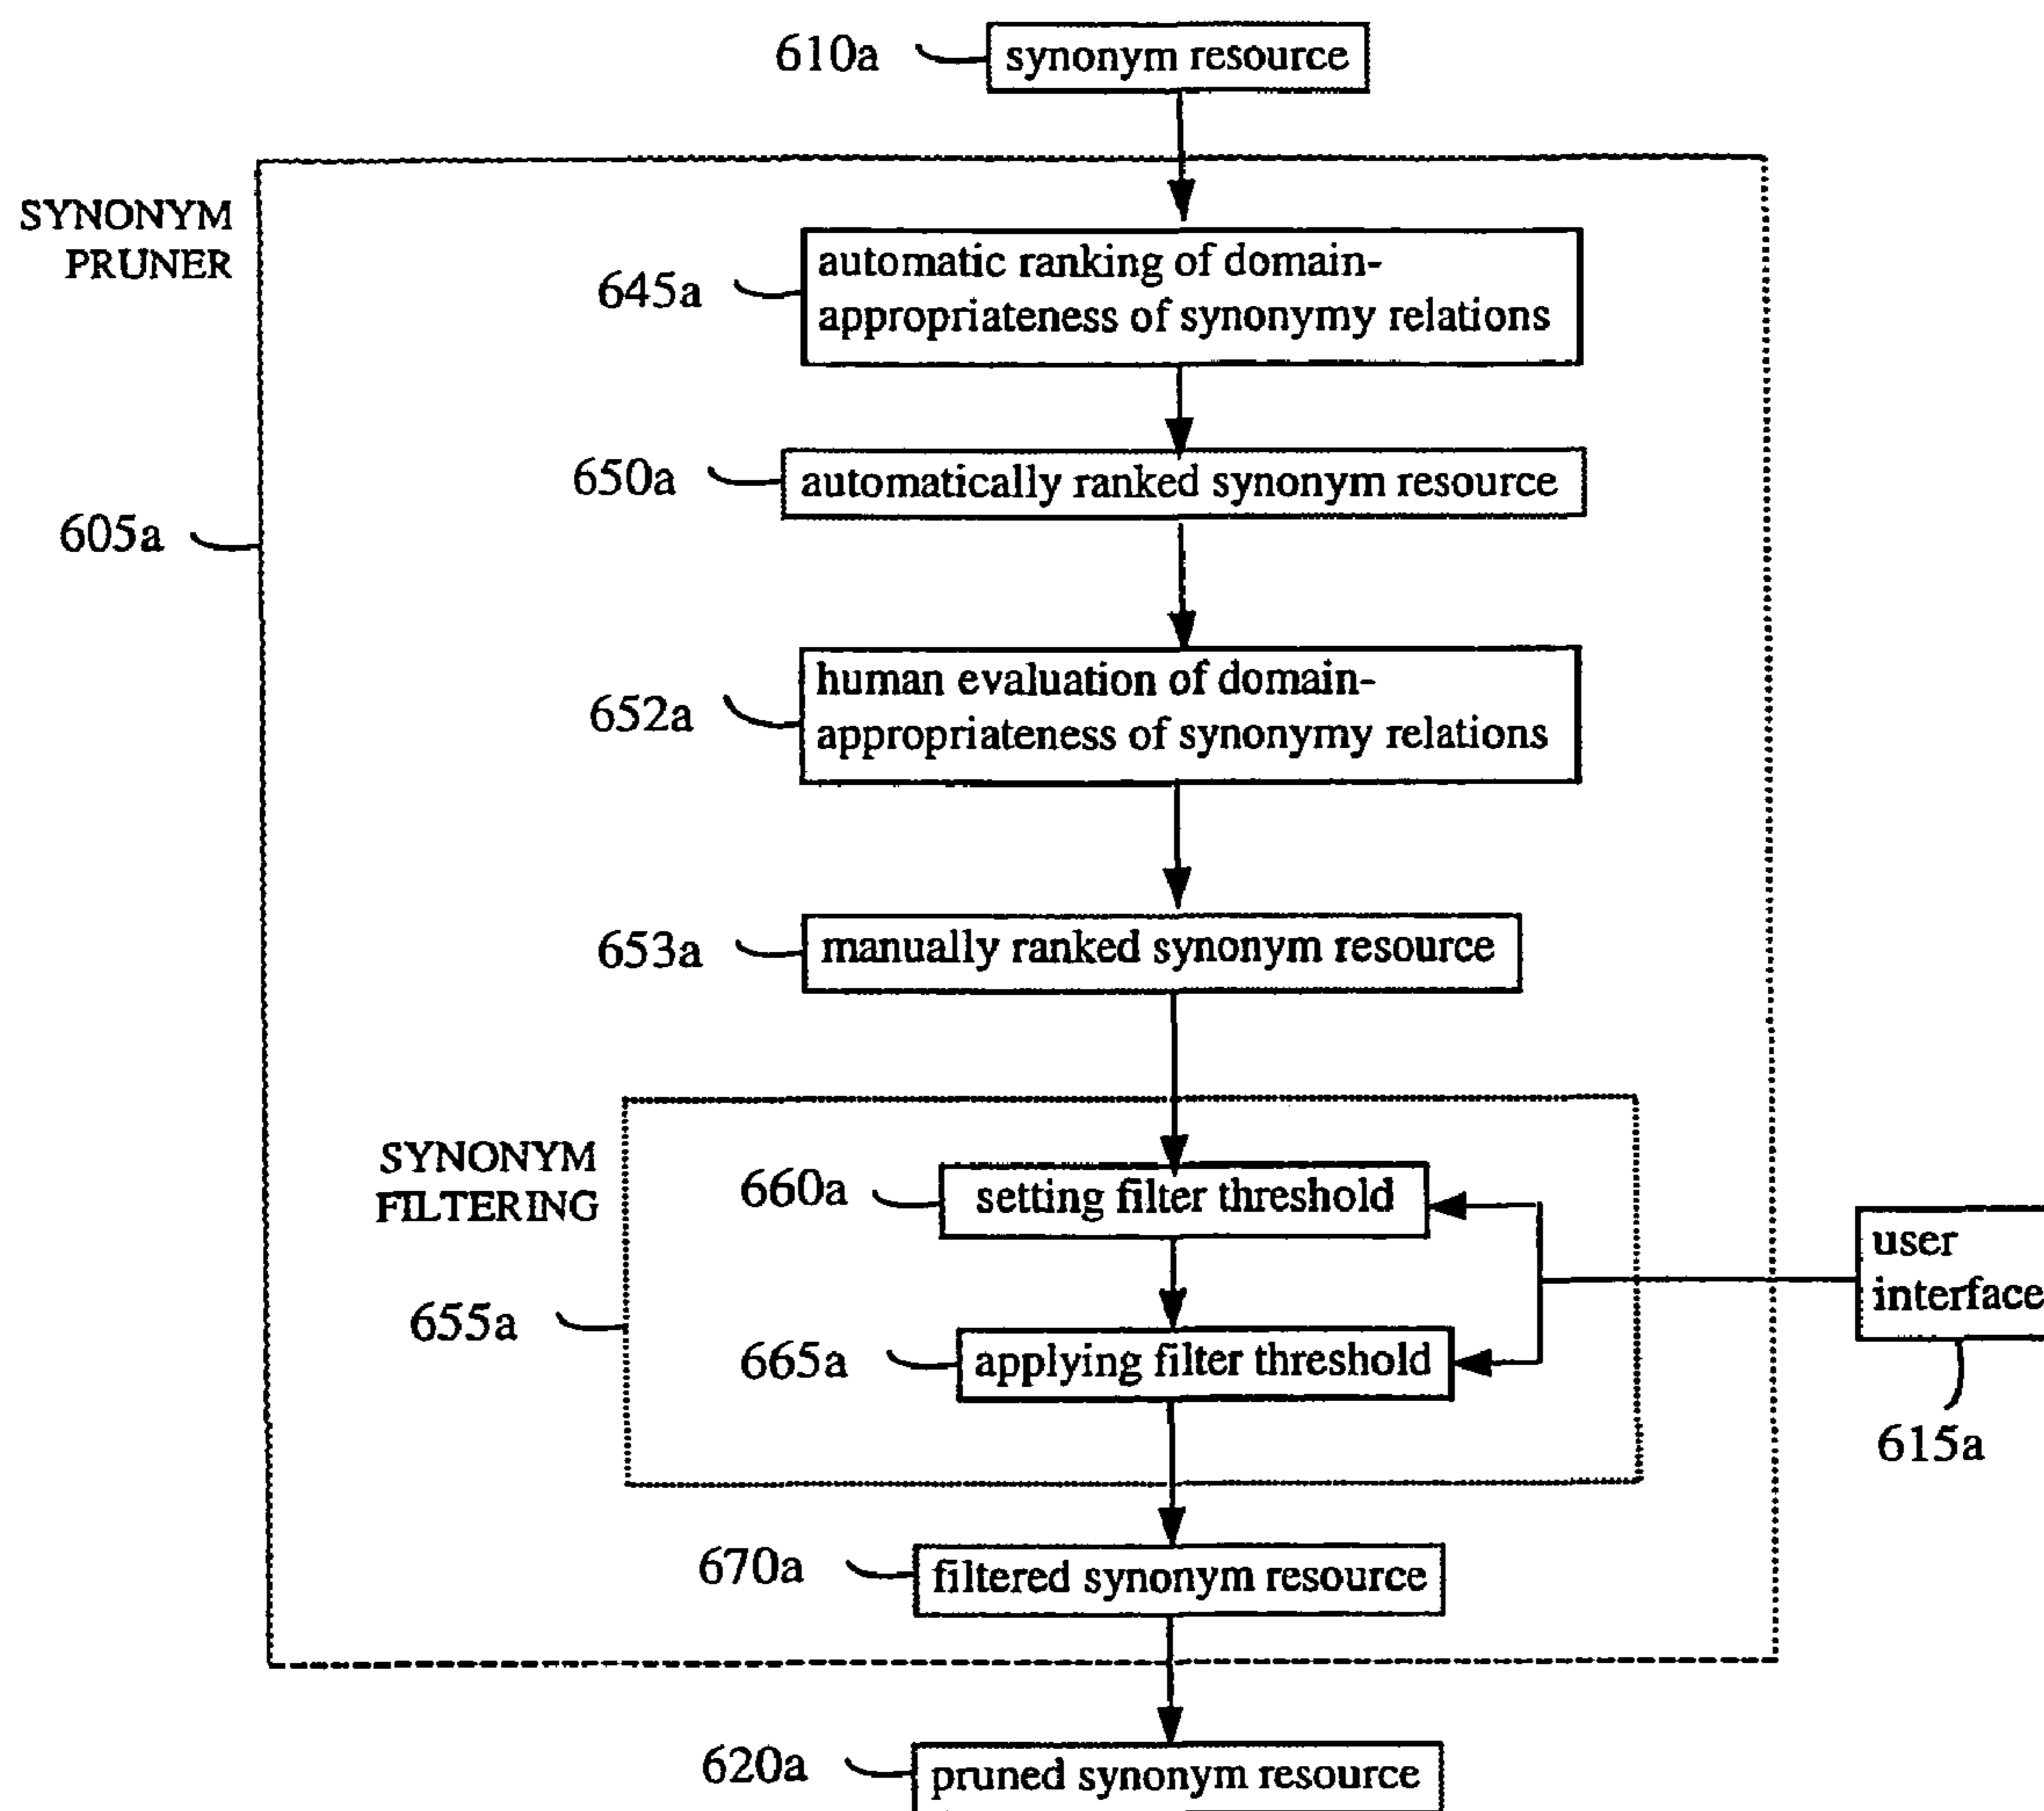 610a
synonym resource
SYNONYM
PRUNER
645a
automatic ranking of domain-
appropriateness of synonymy relations
650a
automatically ranked synonym resource
605a
652a
human evaluation of domain-
appropriateness of synonymy relations
653a
manually ranked synonym resource
SYNONYM
FILTERING
660a
setting filter threshold
user
interface
655a
665a
applying filter threshold
615a
670a
filtered synonym resource
620a
pruned synonym resource